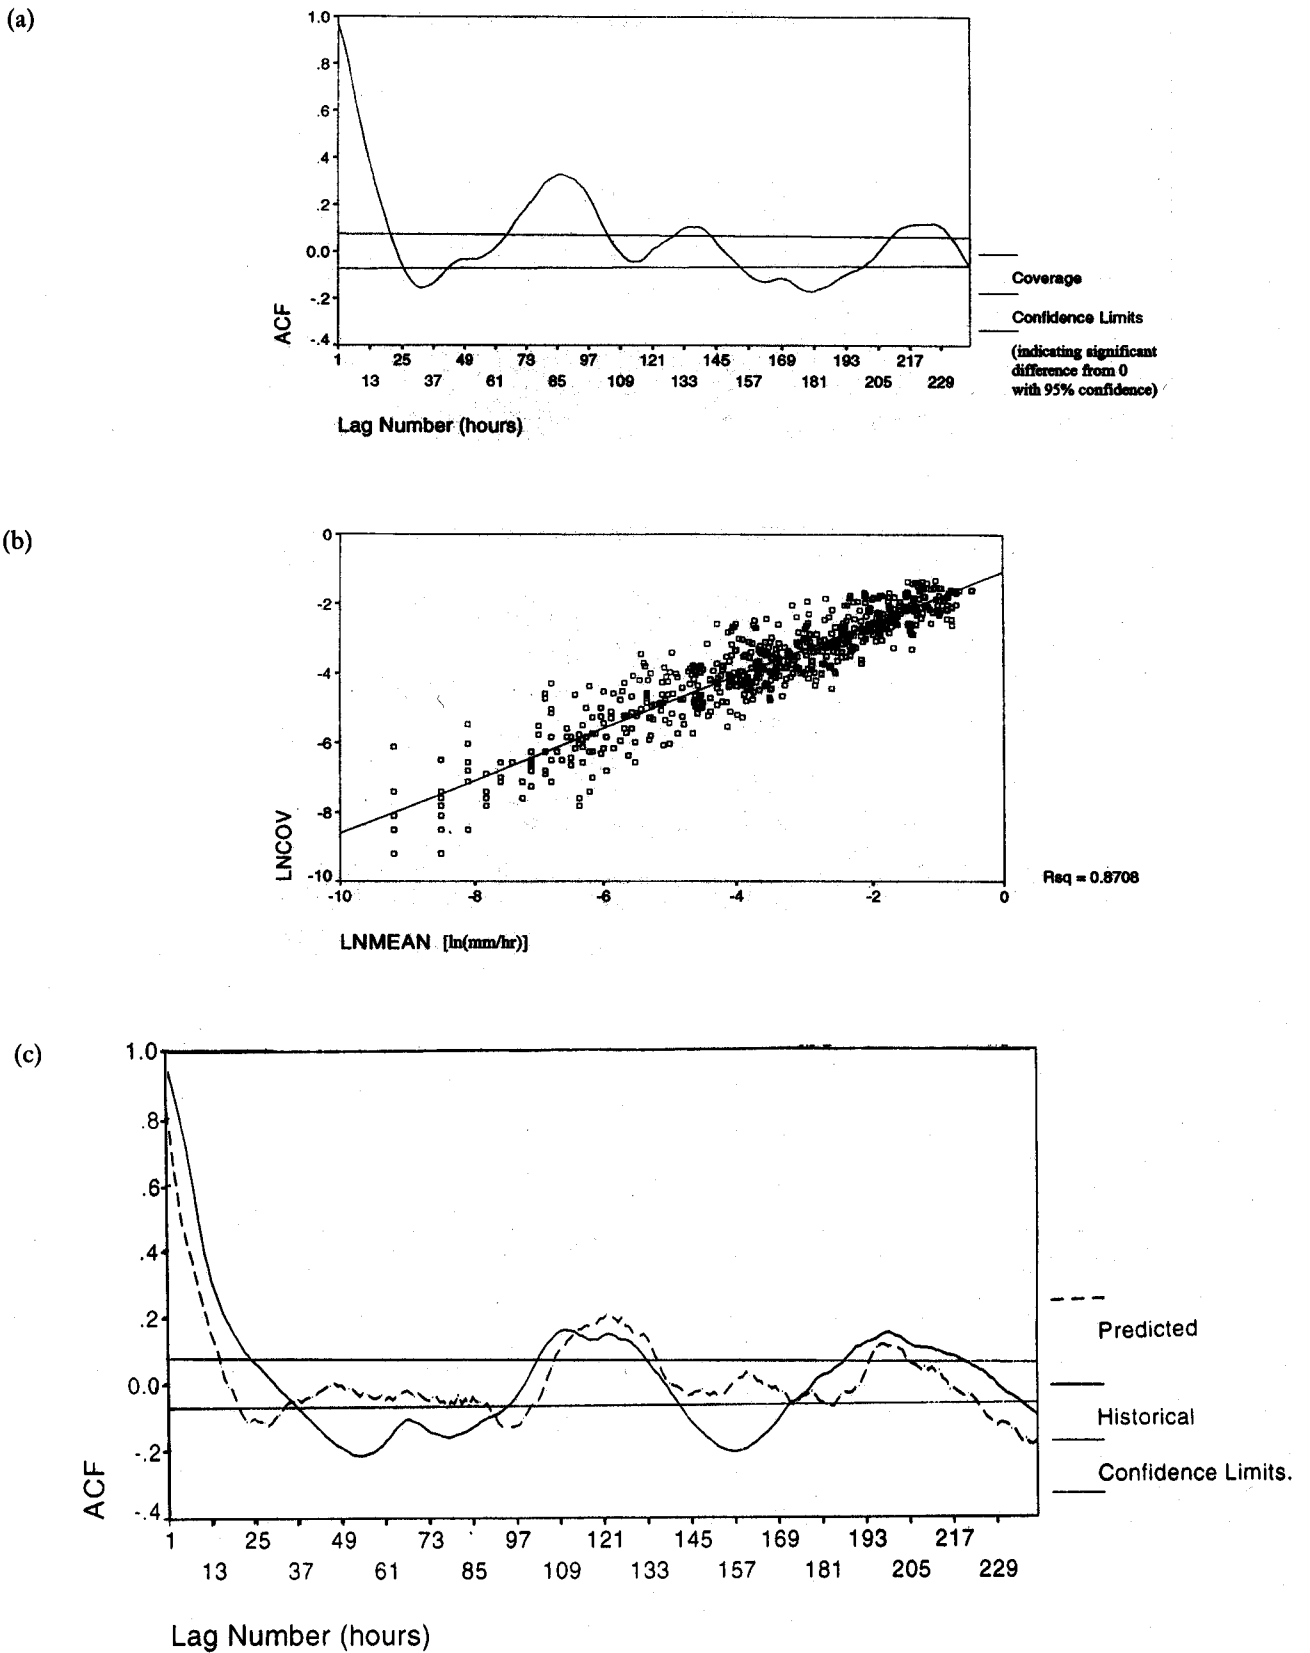 (a)
1.0
.8
.6
.4
.2
0.0
-.2
-.4
ACF
1 25 49 73 97 121 145 169 193 217
13 37 61 85 109 133 157 181 205 229
Lag Number (hours)
Coverage
Confidence Limits
(indicating significant
difference from 0
with 95% confidence)
(b)
0
-2
-4
-6
-8
-10
LNCOV
-10 -8 -6 -4 -2 0
LNMEAN [ln(mm/hr)]
Rsq = 0.8708
(c)
1.0
.8
.6
.4
.2
0.0
-.2
-.4
ACF
1 25 49 73 97 121 145 169 193 217
13 37 61 85 109 133 157 181 205 229
Lag Number (hours)
Predicted
Historical
Confidence Limits.